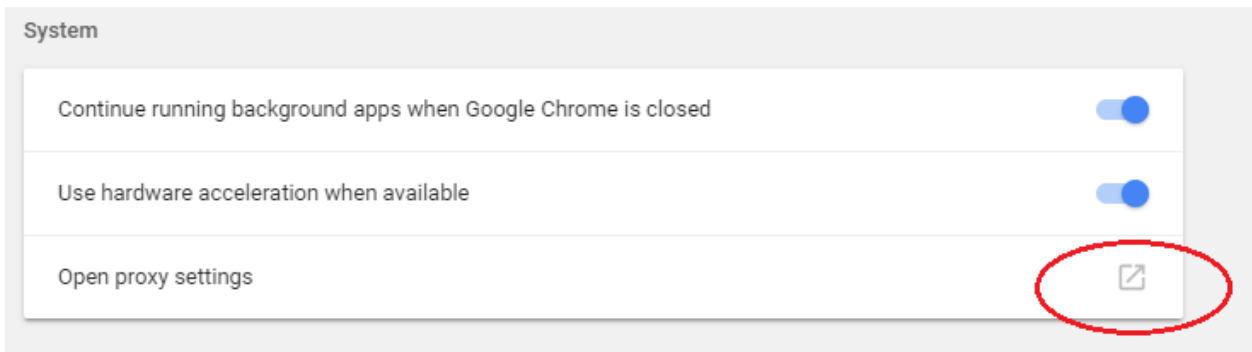 System
Continue running background apps when Google Chrome is closed
Use hardware acceleration when available
Open proxy settings